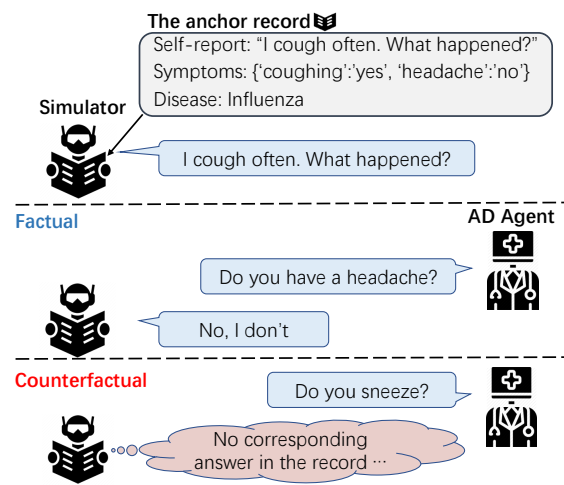 The anchor record
Self-report: “I cough often. What happened?”
Symptoms: {‘coughing’:’yes’, ‘headache’:’no’}
Disease: Influenza
Simulator
I cough often. What happened?
Factual
AD Agent
Do you have a headache?
No, I don’t
Counterfactual
Do you sneeze?
No corresponding
answer in the record ...